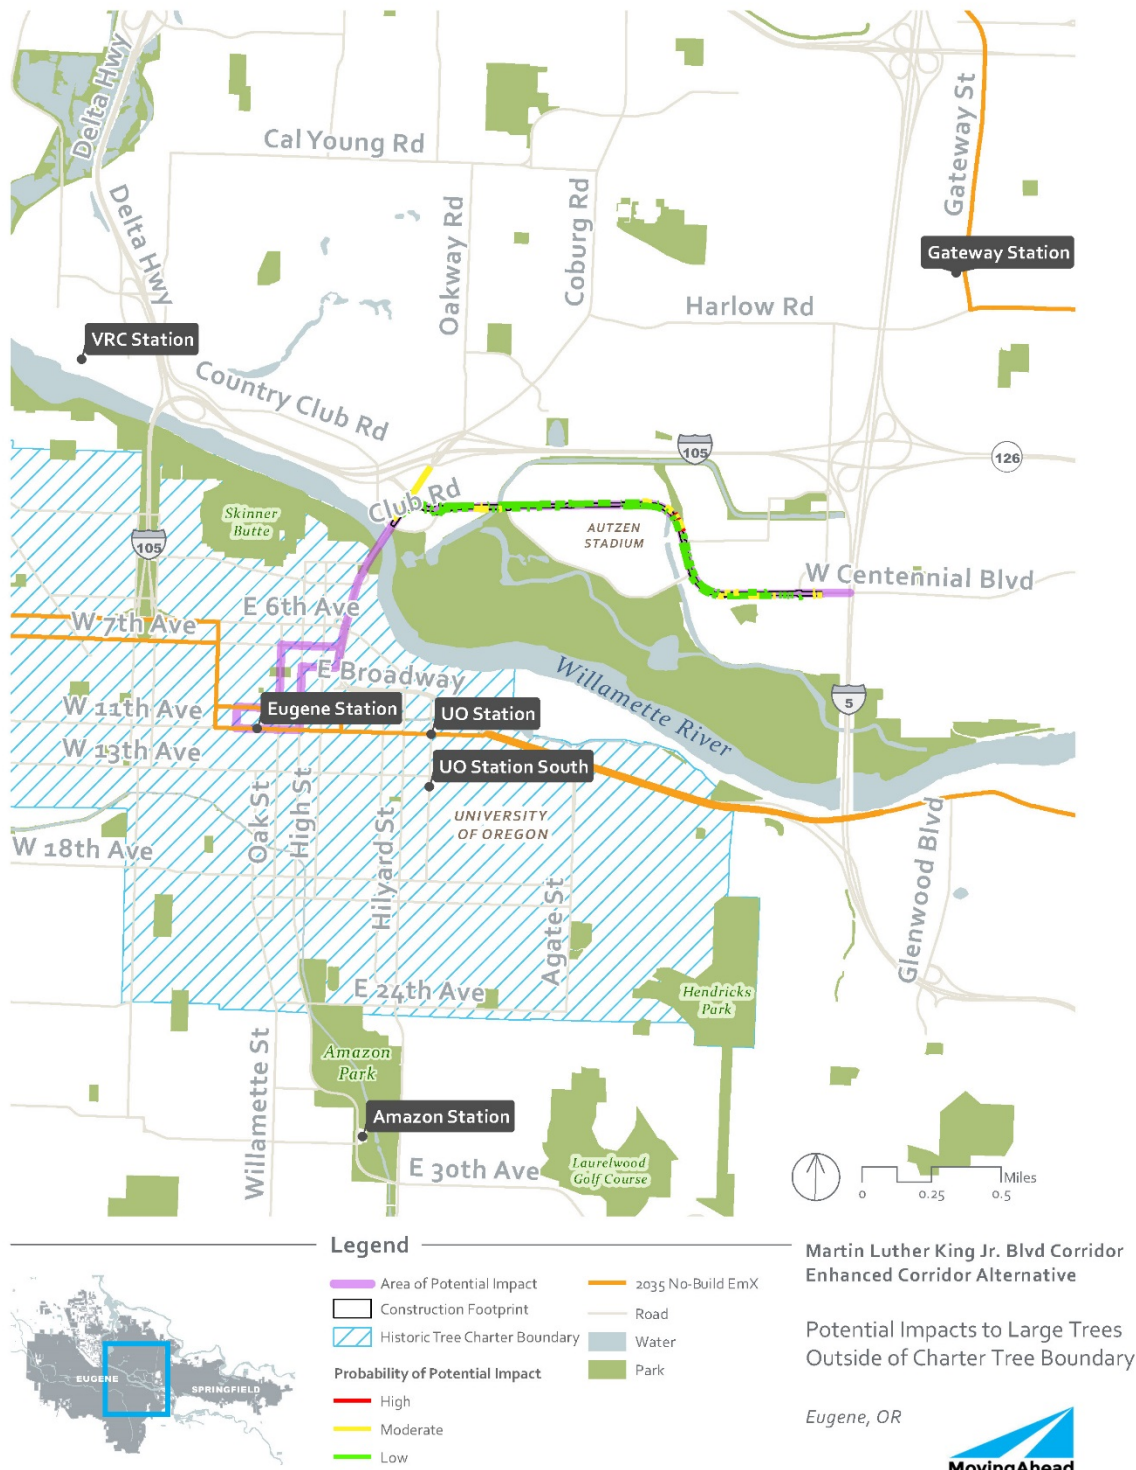 Delta Hwy
Cal Young Rd
Gateway St
Delta Hwy
Oakway Rd
Coburg Rd
Gateway Station
Harlow Rd
VRC Station
Country Club Rd
105
126
Club Rd
Skinner
Butte
AUTZEN
STADIUM
105
W Centennial Blvd
E 6th Ave
W 7th Ave
E Broadway
Willamette River
W 11th Ave
Eugene Station
UO Station
5
W 13th Ave
UO Station South
Oak St
High St
Hilyard St
UNIVERSITY
OF OREGON
W 18th Ave
Glenwood Blvd
Agate St
E 24th Ave
Hendricks
Park
Amazon
Park
Willamette St
Amazon Station
E 30th Ave
Laurelwood
Golf Course
Miles
0
0.25
0.5
Legend
Area of Potential Impact
Construction Footprint
Historic Tree Charter Boundary
Probability of Potential Impact
High
Moderate
Low
2035 No-Build EmX
Road
Water
Park
EUGENE
SPRINGFIELD
Martin Luther King Jr. Blvd Corridor
Enhanced Corridor Alternative
Potential Impacts to Large Trees
Outside of Charter Tree Boundary
Eugene, OR
MovingAhead